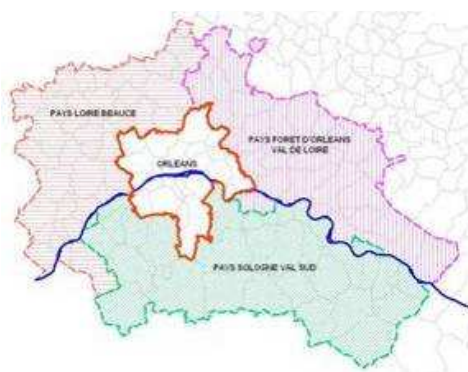 PAYS LOIRE BEAUCE
PAYS FORET D'ORLEANS
VAL DE LOIRE
ORLEANS
PAYS SOLOGNE VAL SUD